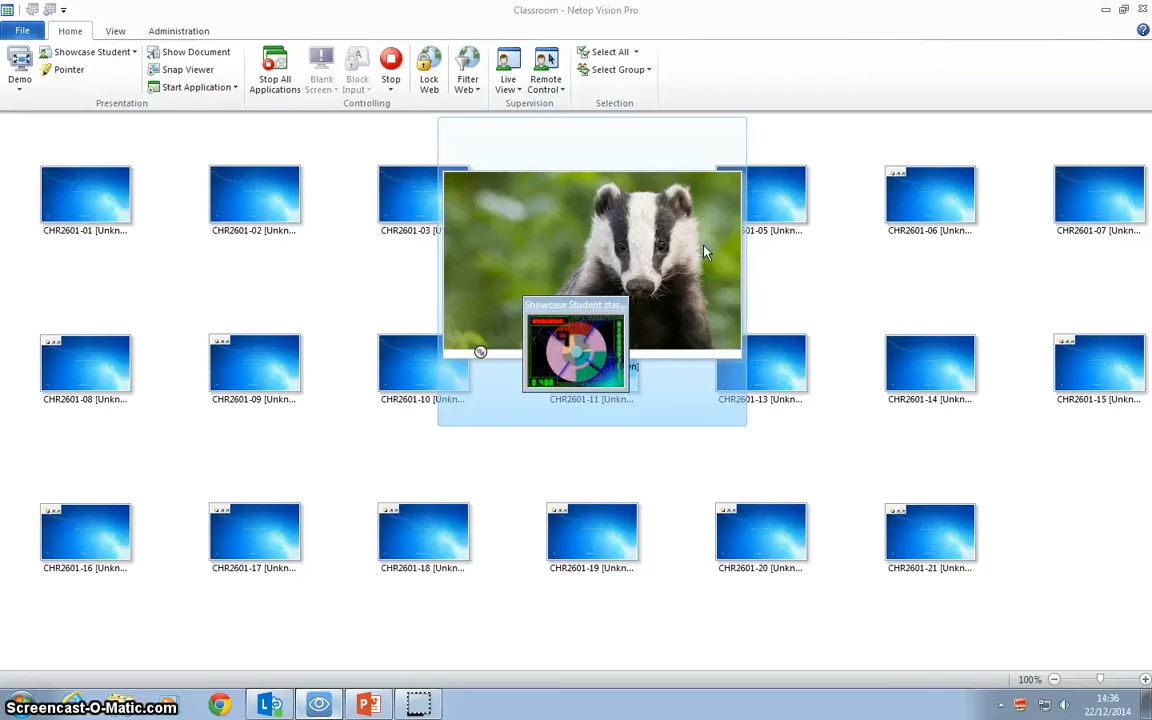 Classroom - Netop Vision Pro
File Home View Administration
Demo
Showcase Student
Pointer
Show Document
Snap Viewer
Start Application
Stop All Applications
Blank Screen
Block Input
Stop
Lock Web
Filter Web
Live View
Remote Control
Select All
Select Group
Presentation Controlling Supervision Selection
CHR2601-01 [Unkn... CHR2601-02 [Unkn... CHR2601-03 [U 01-05 [Unkn... CHR2601-06 [Unkn... CHR2601-07 [Unkn...
Showcase Student star...
CHR2601-08 [Unkn... CHR2601-09 [Unkn... CHR2601-10 [Unkn... CHR2601-11 [Unkn... CHR2601-13 [Unkn... CHR2601-14 [Unkn... CHR2601-15 [Unkn...
CHR2601-16 [Unkn... CHR2601-17 [Unkn... CHR2601-18 [Unkn... CHR2601-19 [Unkn... CHR2601-20 [Unkn... CHR2601-21 [Unkn...
100%
Screencast-O-Matic.com
14:36
22/12/2014